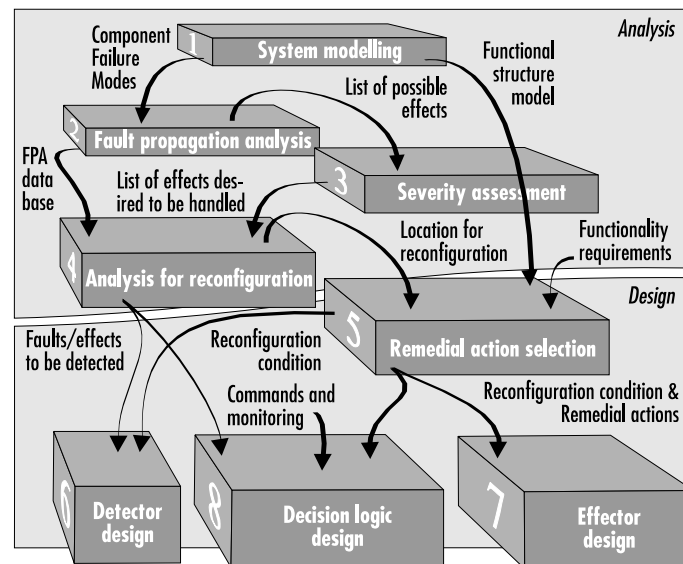 Analysis
1
System modelling
Component
Failure
Modes
Functional
structure
model
List of possible
effects
2
Fault propagation analysis
FPA
data
base
List of effects des-
ired to be handled
3
Severity assessment
Location for
reconfiguration
Functionality
requirements
4
Analysis for reconfiguration
Design
5
Remedial action selection
Faults/effects
to be detected
Reconfiguration
condition
Commands and
monitoring
Reconfiguration condition &
Remedial actions
6
Detector
design
8
Decision logic
design
7
Effector
design